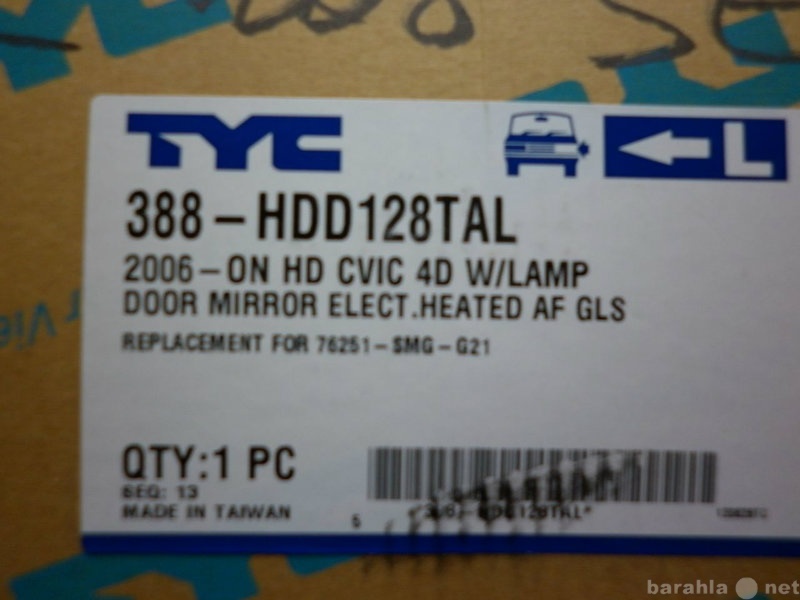 TYC
L
388-HDD128TAL
2006-ON HD CVIC 4D W/LAMP
DOOR MIRROR ELECT.HEATED AF GLS
REPLACEMENT FOR 76251-SMG-G21
QTY:1 PC
SEQ: 13
MADE IN TAIWAN
barahla net